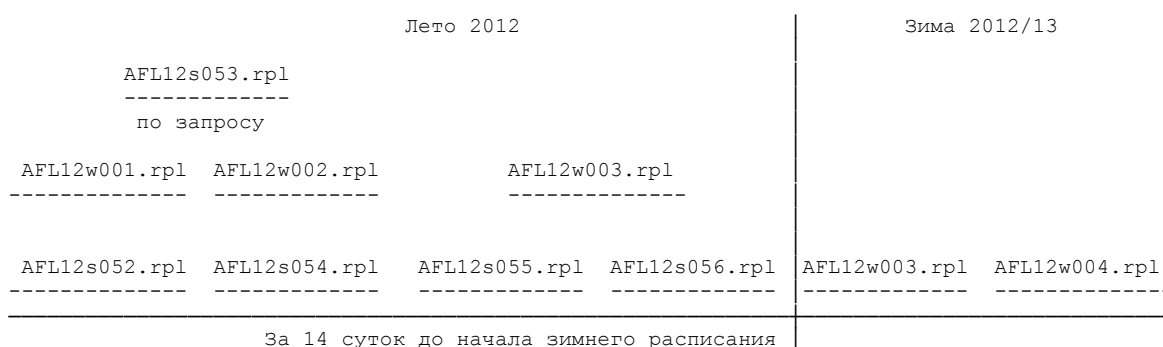 Лето 2012 Зима 2012/13
AFL12s053.rpl
-------------
по запросу
AFL12w001.rpl AFL12w002.rpl AFL12w003.rpl
-------------- ------------- --------------
AFL12s052.rpl AFL12s054.rpl AFL12s055.rpl AFL12s056.rpl AFL12w003.rpl AFL12w004.rpl
-------------- ------------- ------------- ------------- ------------- -------------
За 14 суток до начала зимнего расписания